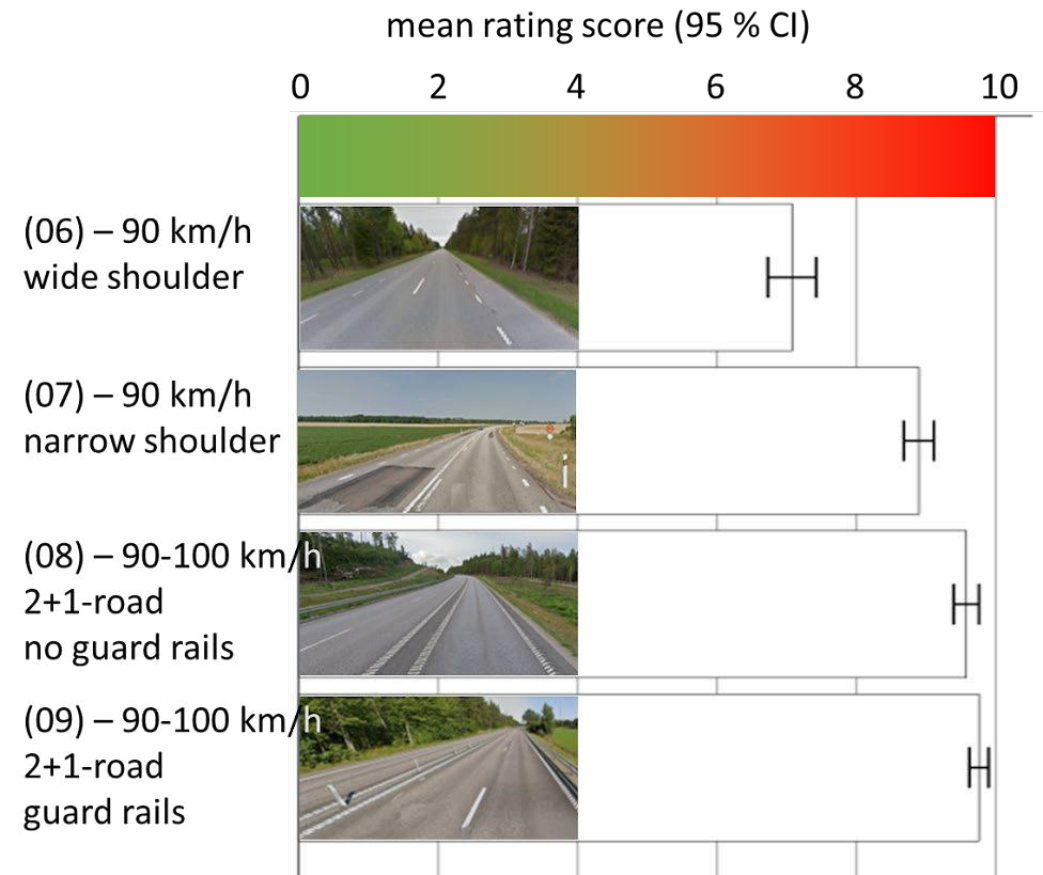 mean rating score (95 % CI)
0 2 4 6 8 10
(06) – 90 km/h
wide shoulder
(07) – 90 km/h
narrow shoulder
(08) – 90-100 km/h
2+1-road
no guard rails
(09) – 90-100 km/h
2+1-road
guard rails